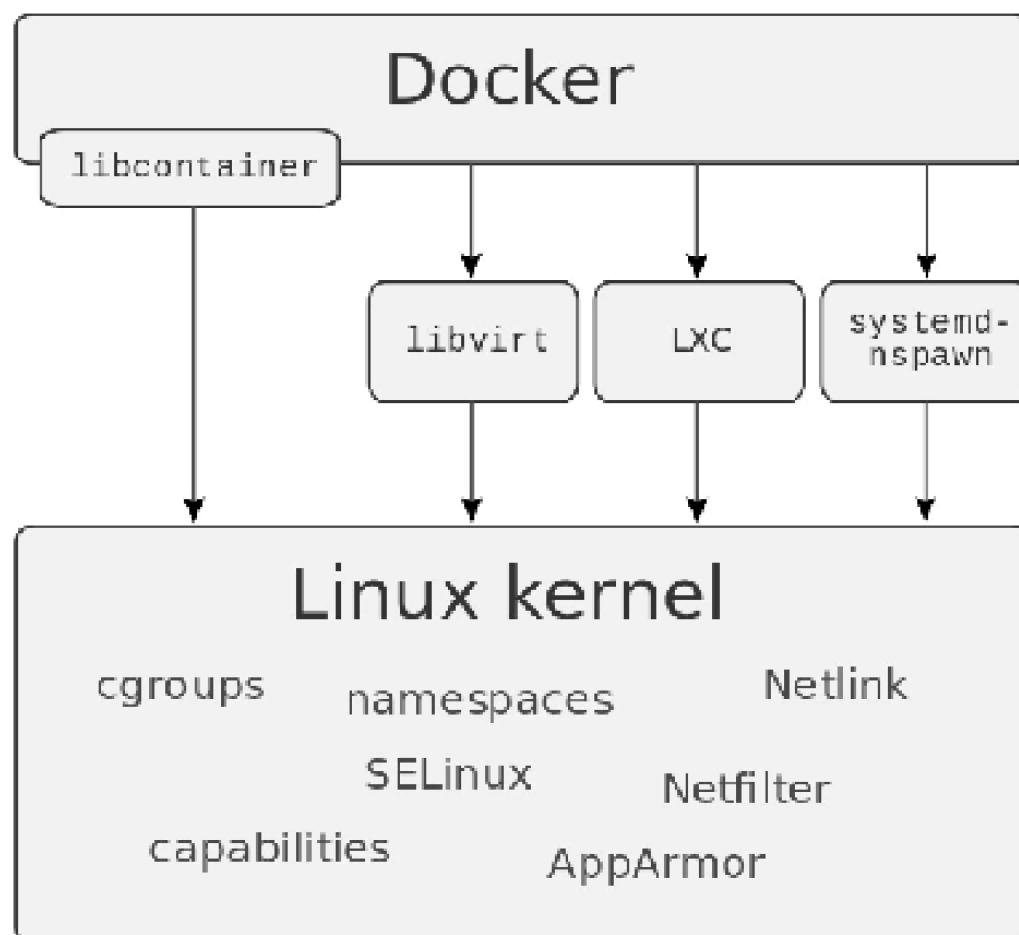 Docker
libcontainer
libvirt
LXC
systemd-
nspawn
Linux kernel
cgroups
namespaces
Netlink
SELinux
Netfilter
capabilities
AppArmor